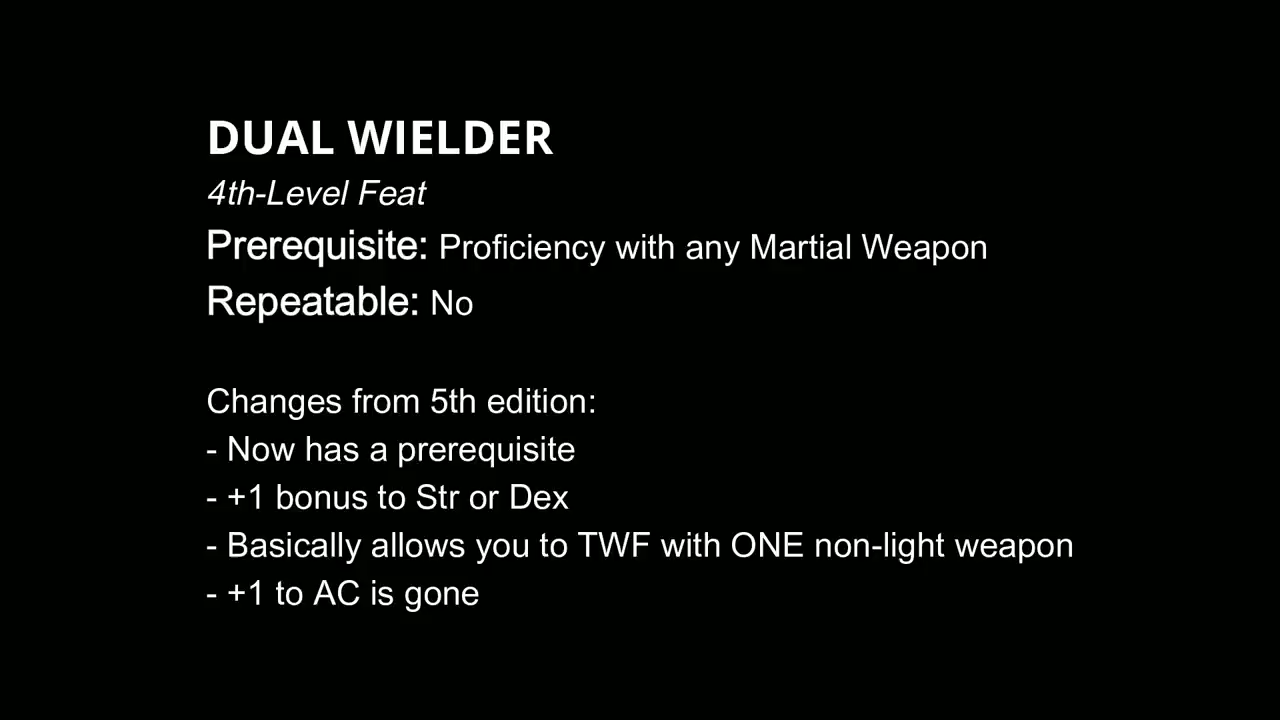 DUAL WIELDER
4th-Level Feat
Prerequisite: Proficiency with any Martial Weapon
Repeatable: No
Changes from 5th edition:
- Now has a prerequisite
- +1 bonus to Str or Dex
- Basically allows you to TWF with ONE non-light weapon
- +1 to AC is gone